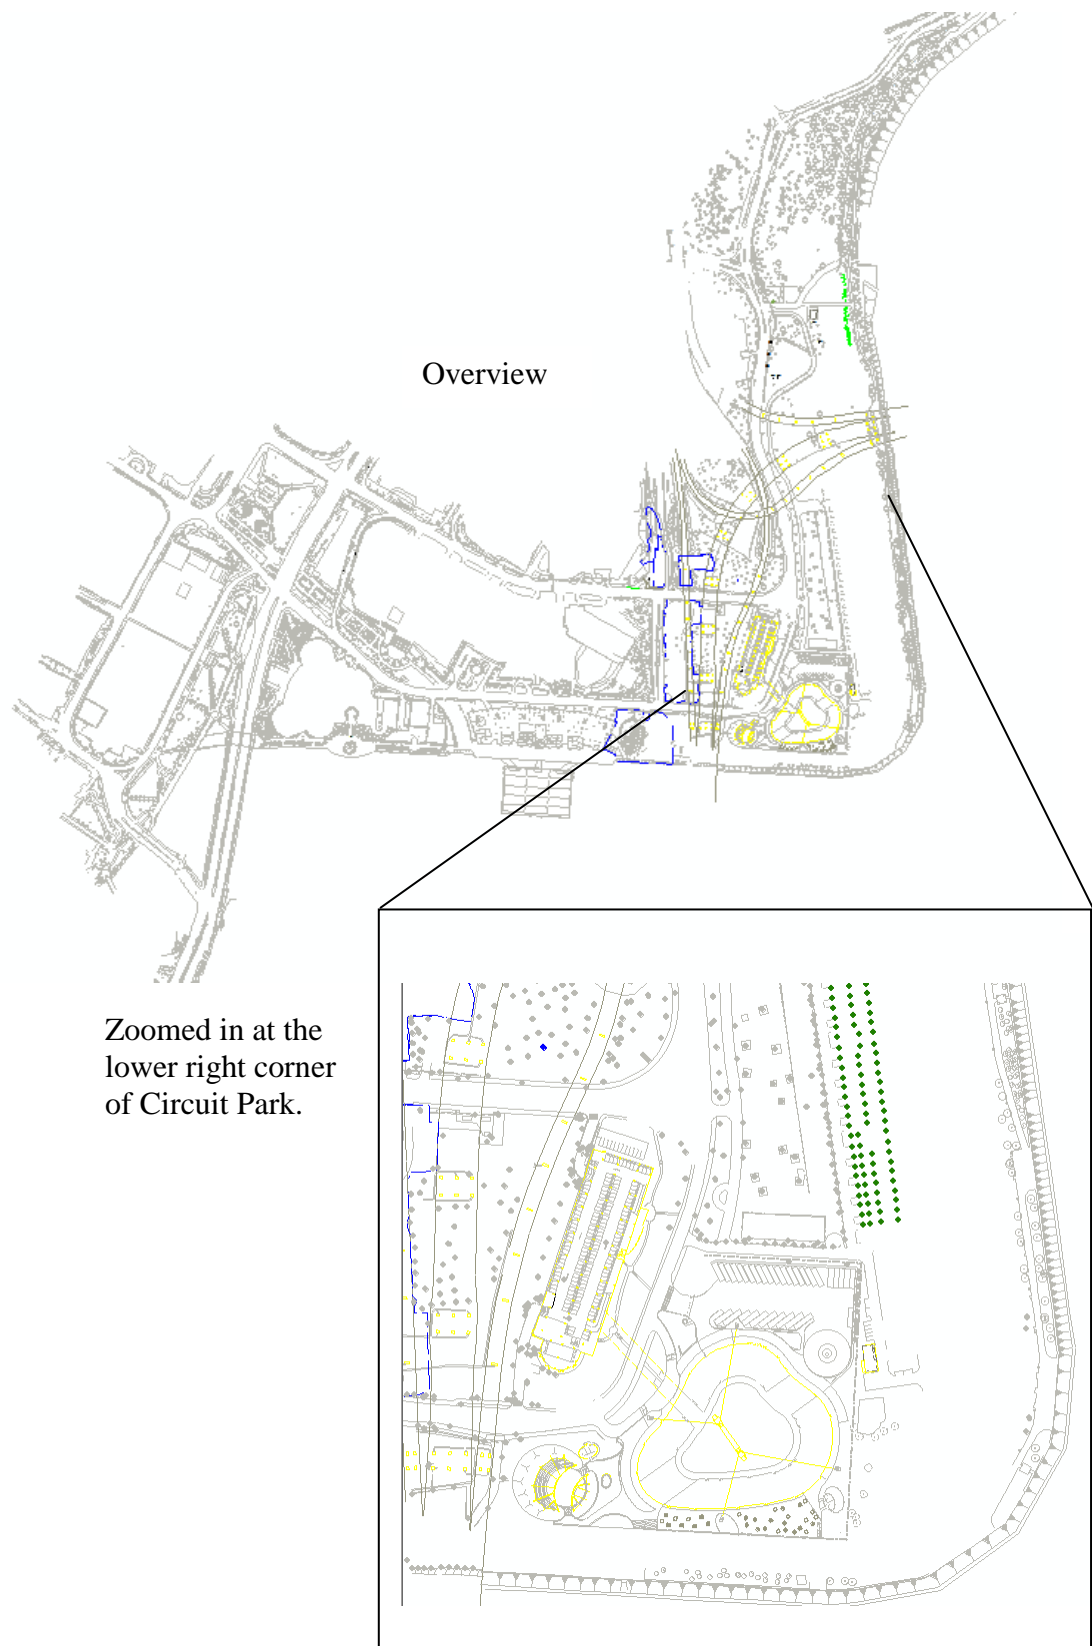 Overview
Zoomed in at the
lower right corner
of Circuit Park.